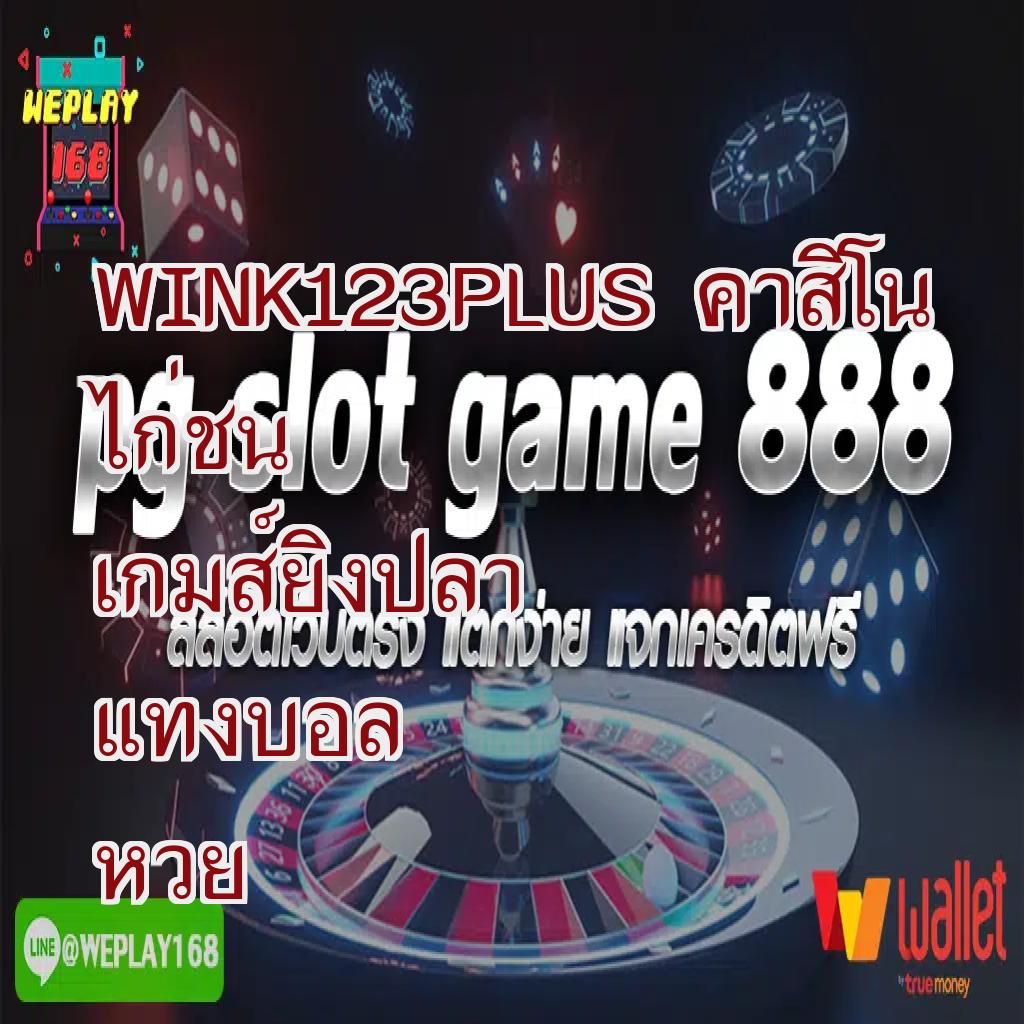 WEPLAY
168
WINK123PLUS คาสิโน
pg slot game 888
ไก่ชน
เกมส์ยิงปลา
สล็อตเว็บตรง แตกง่าย แจกเครดิตฟรี
แทงบอล
หวย
LINE @WEPLAY168
wallet
by truemoney